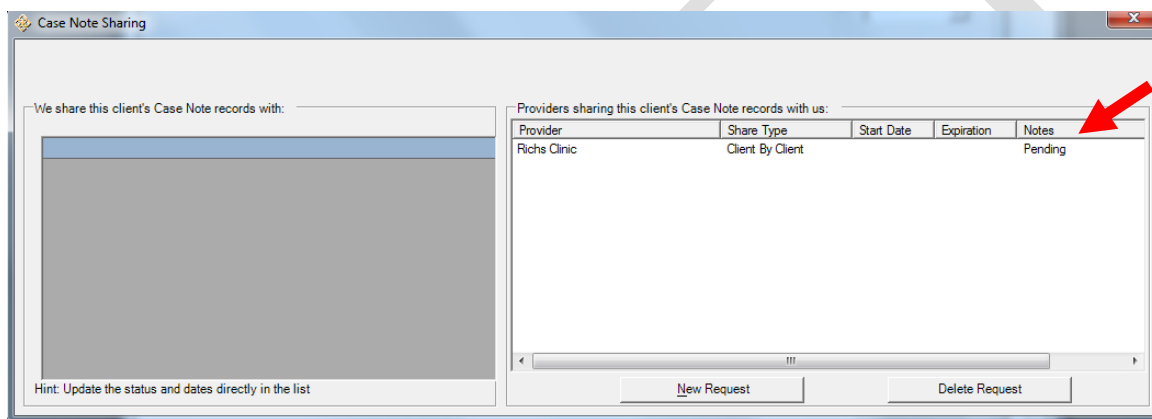 Case Note Sharing
We share this client's Case Note records with:
Hint: Update the status and dates directly in the list
Providers sharing this client's Case Note records with us:
Provider Share Type Start Date Expiration Notes
Richs Clinic Client By Client Pending
New Request Delete Request